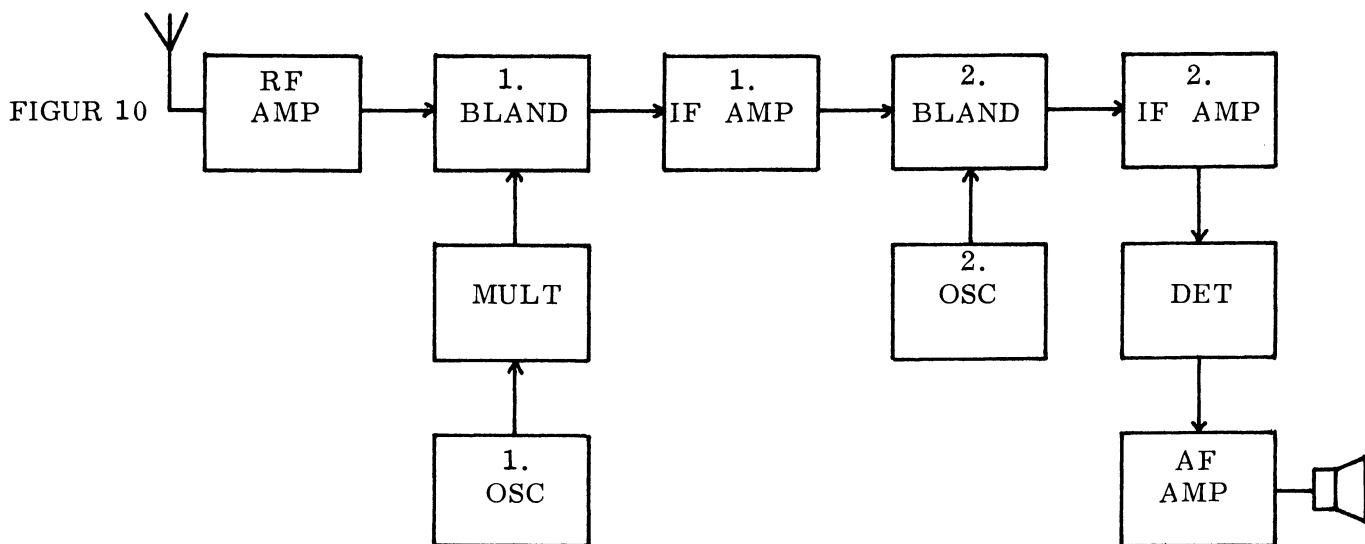 FIGUR 10
RF
AMP
1.
BLAND
1.
IF AMP
2.
BLAND
2.
IF AMP
MULT
2.
OSC
DET
1.
OSC
AF
AMP